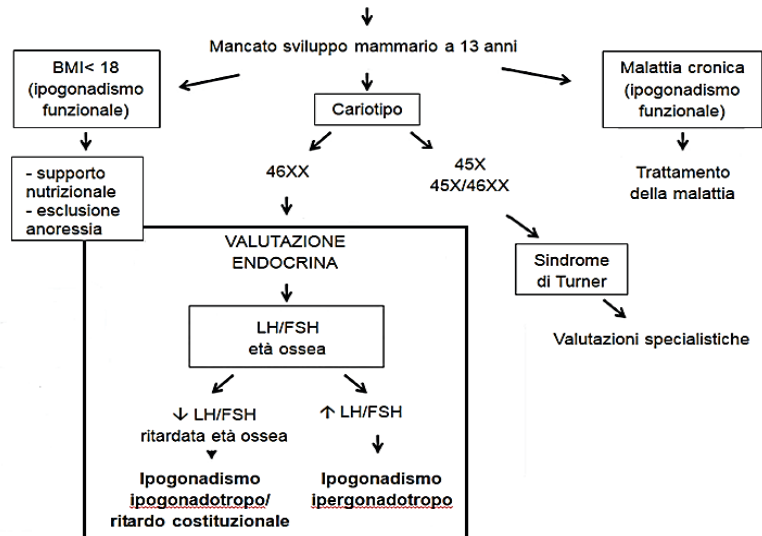 Mancato sviluppo mammario a 13 anni
BMI< 18
(ipogonadismo
funzionale)
- supporto
nutrizionale
- esclusione
anoressia
Cariotipo
46XX
45X
45X/46XX
Malattia cronica
(ipogonadismo
funzionale)
Trattamento
della malattia
Sindrome
di Turner
Valutazioni specialistiche
VALUTAZIONE
ENDOCRINA
LH/FSH
età ossea
↓ LH/FSH
ritardata età ossea
Ipogonadismo
ipogonadotropo/
ritardo costituzionale
↑ LH/FSH
Ipogonadismo
ipergonadotropo